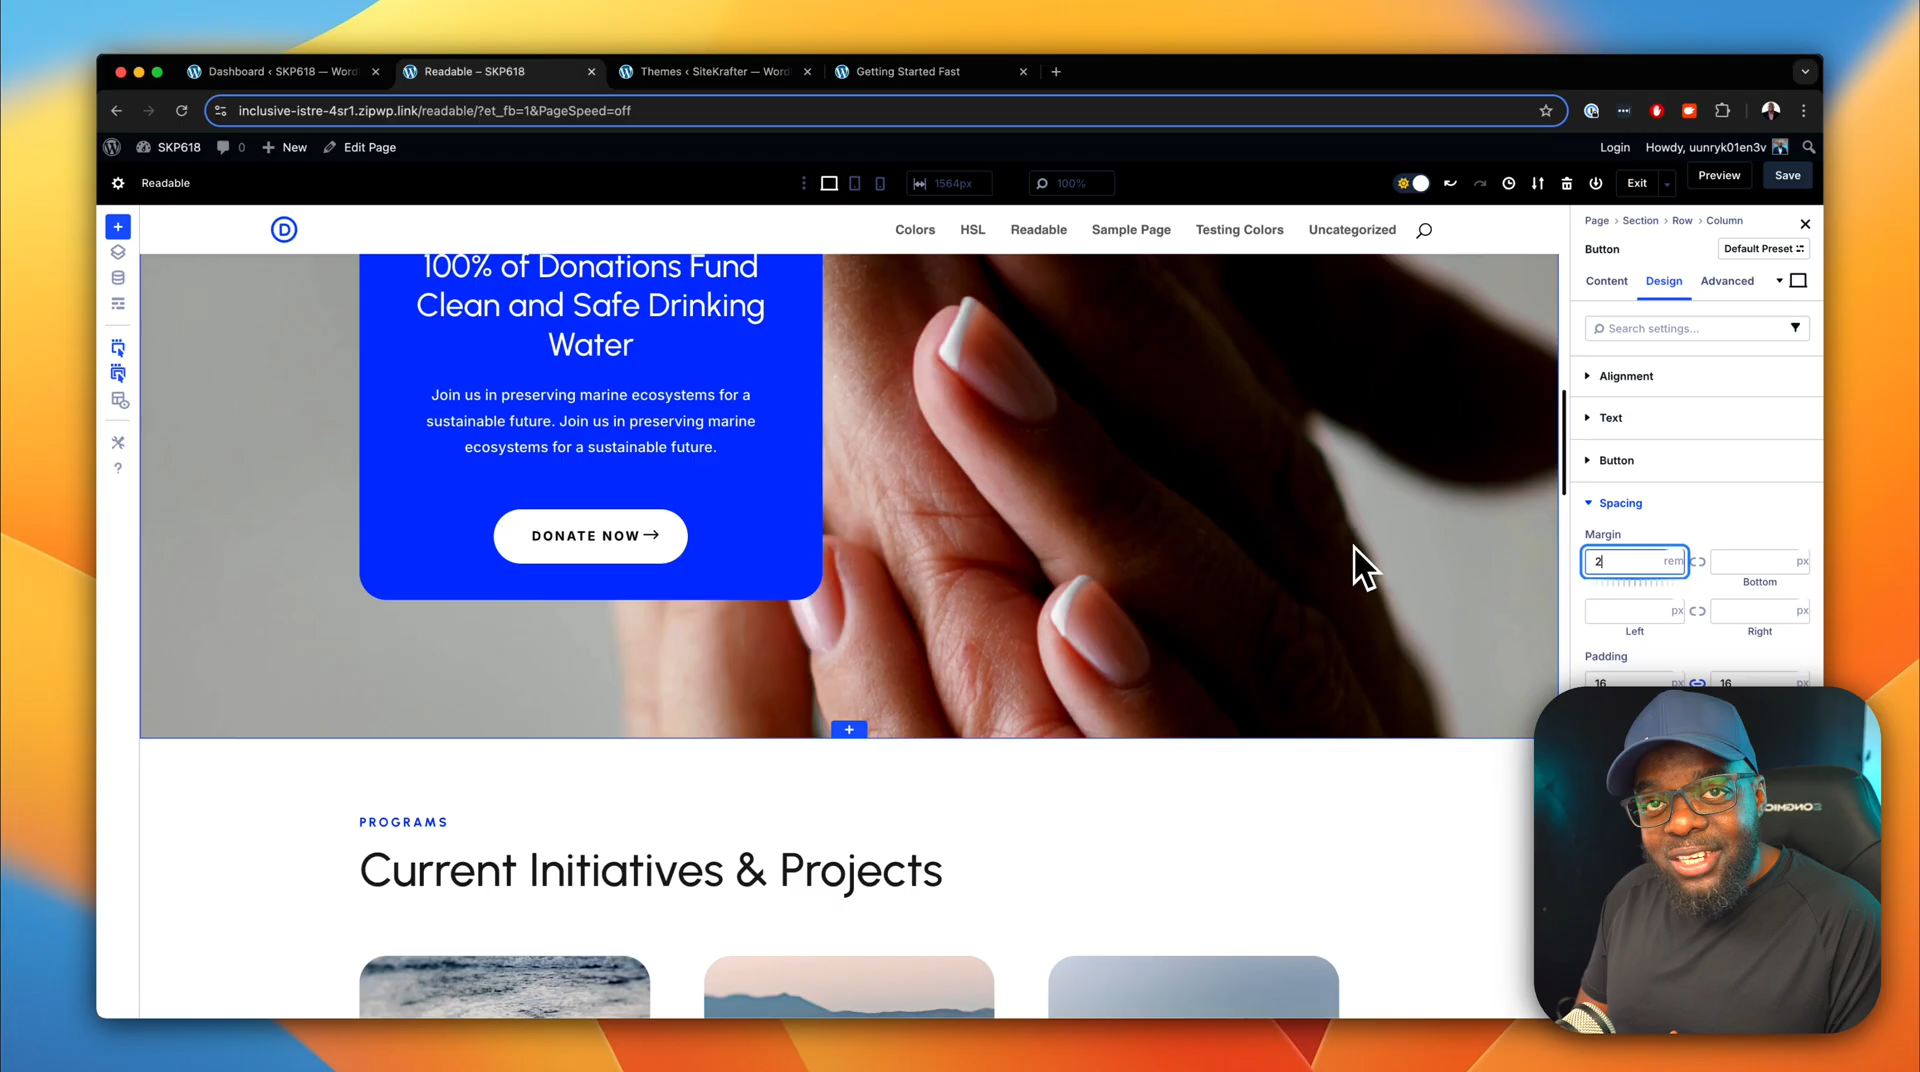 Dashboard ‹ SKP618 — Word
Readable – SKP618
Themes ‹ SiteKrafter — Word
Getting Started Fast
inclusive-istre-4sr1.zipwp.link/readable/?et_fb=1&PageSpeed=off
SKP618 0 New Edit Page
Login Howdy, uunryk01en3v
Readable 1564px 100% Exit Preview Save
D Colors HSL Readable Sample Page Testing Colors Uncategorized
100% of Donations Fund
Clean and Safe Drinking
Water
Join us in preserving marine ecosystems for a
sustainable future. Join us in preserving marine
ecosystems for a sustainable future.
DONATE NOW
PROGRAMS
Current Initiatives & Projects
Page > Section > Row > Column
Button Default Preset
Content Design Advanced
Search settings...
Alignment
Text
Button
Spacing
Margin
2 rem px
Bottom
px px
Left Right
Padding
16 px 16 px